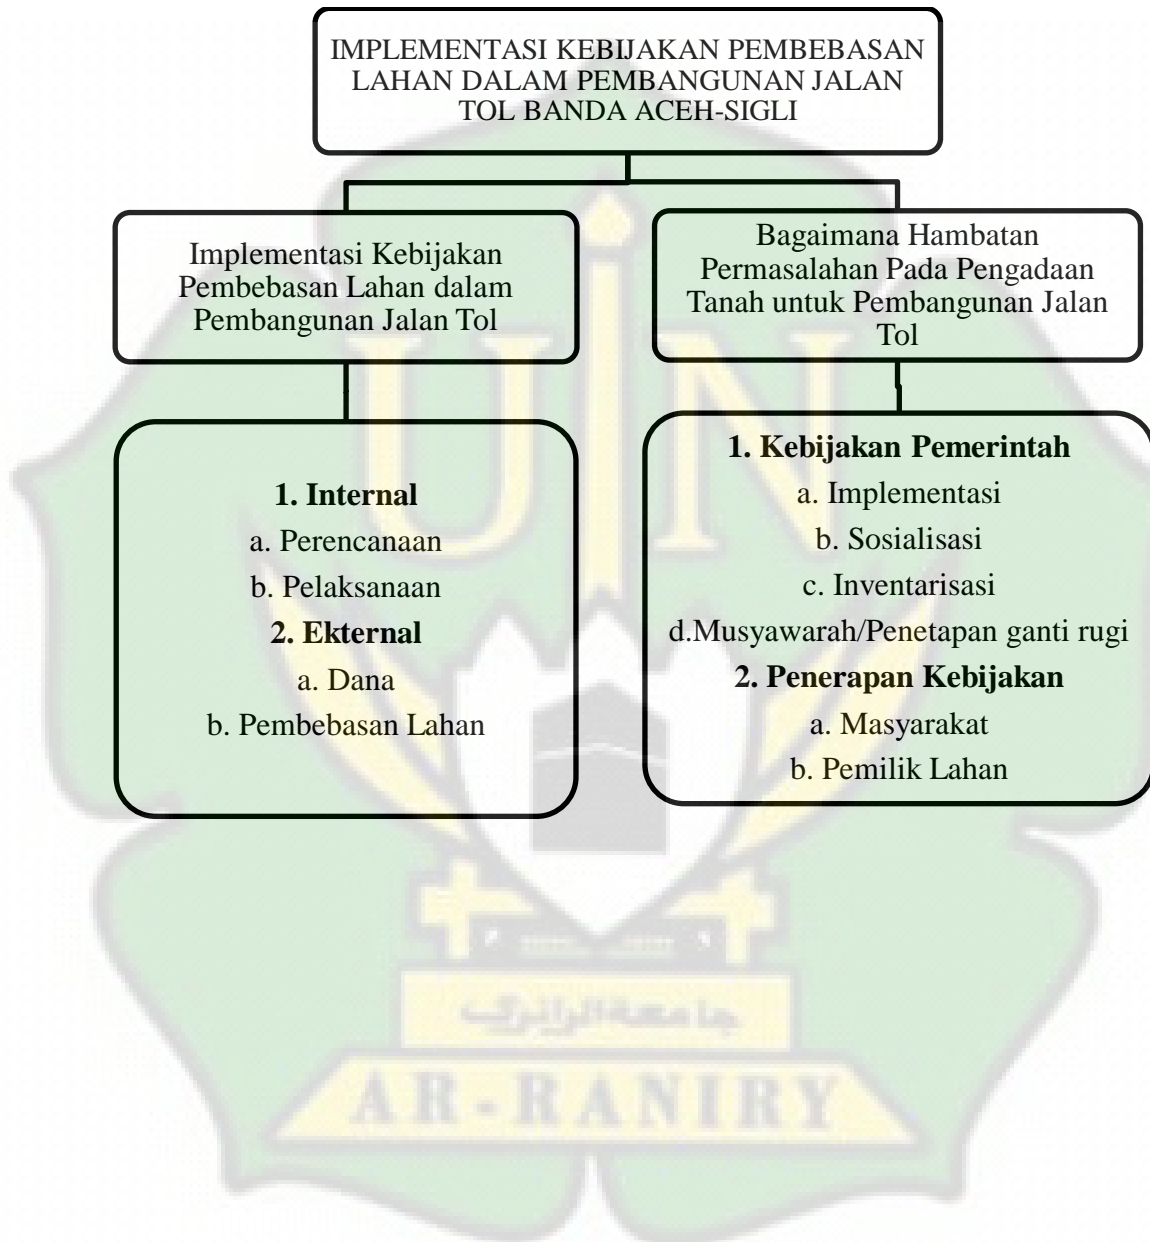 IMPLEMENTASI KEBIJAKAN PEMBEBASAN
LAHAN DALAM PEMBANGUNAN JALAN
TOL BANDA ACEH-SIGLI
Implementasi Kebijakan
Pembebasan Lahan dalam
Pembangunan Jalan Tol
Bagaimana Hambatan
Permasalahan Pada Pengadaan
Tanah untuk Pembangunan Jalan
Tol
1. Internal
a. Perencanaan
b. Pelaksanaan
2. Ekternal
a. Dana
b. Pembebasan Lahan
1. Kebijakan Pemerintah
a. Implementasi
b. Sosialisasi
c. Inventarisasi
d.Musyawarah/Penetapan ganti rugi
2. Penerapan Kebijakan
a. Masyarakat
b. Pemilik Lahan
UIN
جامعةالرانري
AR-RANIRY